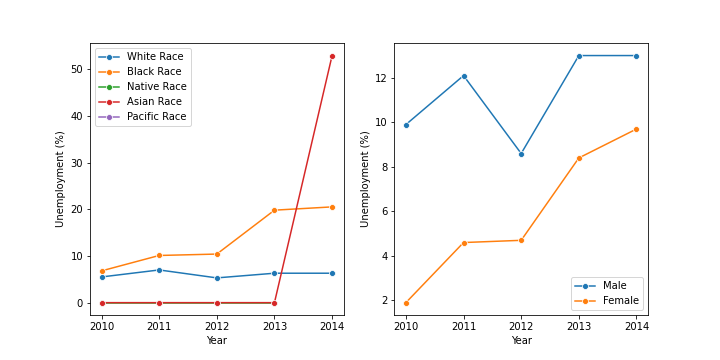 White Race
Black Race
Native Race
Asian Race
Pacific Race
Unemployment (%)
50
40
30
20
10
0
2010 2011 2012 2013 2014
Year
Unemployment (%)
12
10
8
6
4
2
Male
Female
2010 2011 2012 2013 2014
Year